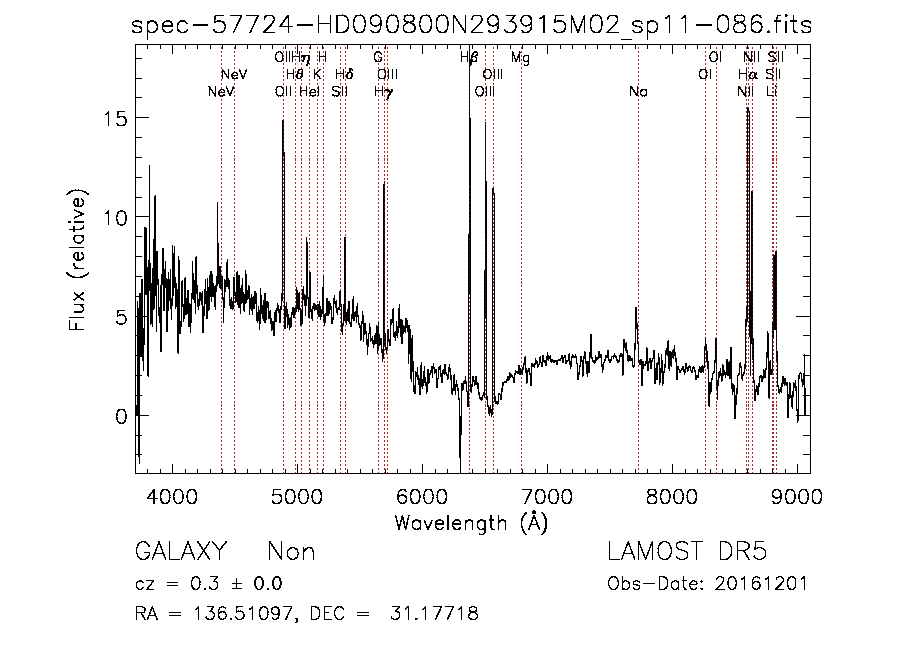 spec-57724-HD090800N293915M02_sp11-086.fits
OIII Hη H G Hβ Mg OI NII SII
NeV Hθ K Hδ OIII OIII OI Hα SII
NeV OII HeI SII Hγ OIII Na NII Li
Flux (relative)
15
10
5
0
4000 5000 6000 7000 8000 9000
Wavelength (Å)
GALAXY Non LAMOST DR5
cz = 0.3 ± 0.0 Obs-Date: 20161201
RA = 136.51097, DEC = 31.17718